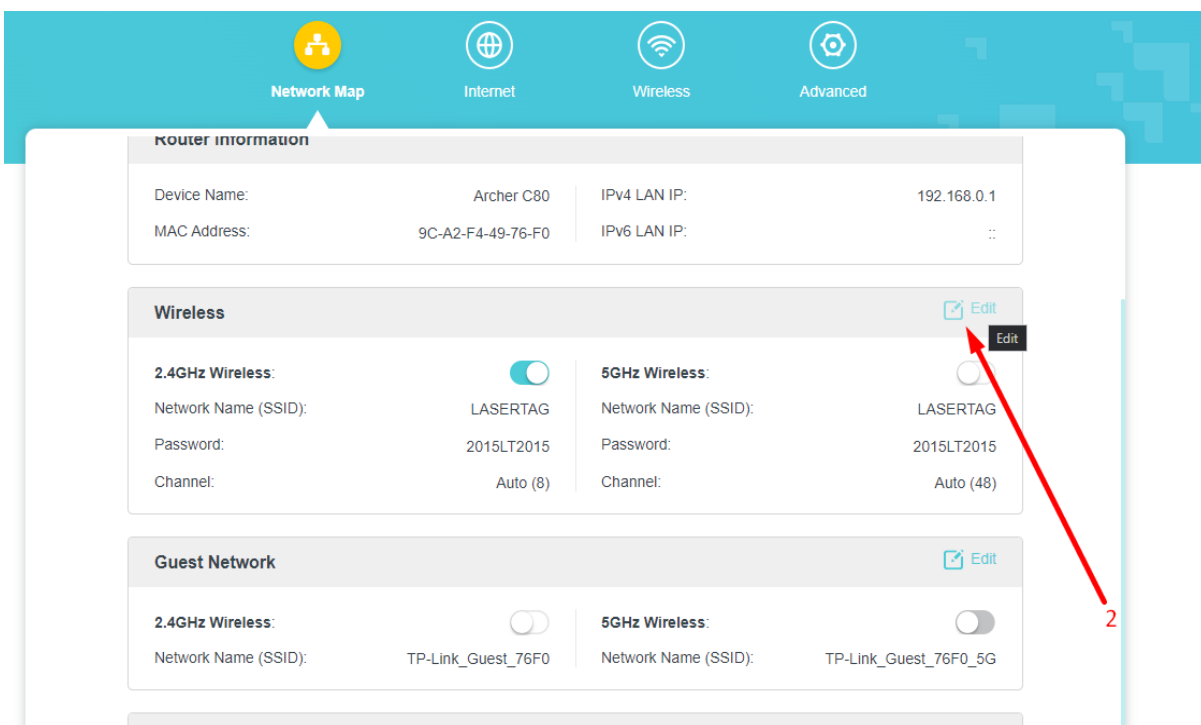 Network Map Internet Wireless Advanced
Router Information
Device Name: Archer C80 IPv4 LAN IP: 192.168.0.1
MAC Address: 9C-A2-F4-49-76-F0 IPv6 LAN IP: ::
Wireless Edit
Edit
2.4GHz Wireless: 5GHz Wireless:
Network Name (SSID): LASERTAG Network Name (SSID): LASERTAG
Password: 2015LT2015 Password: 2015LT2015
Channel: Auto (8) Channel: Auto (48)
Guest Network Edit
2.4GHz Wireless: 5GHz Wireless: 2
Network Name (SSID): TP-Link_Guest_76F0 Network Name (SSID): TP-Link_Guest_76F0_5G